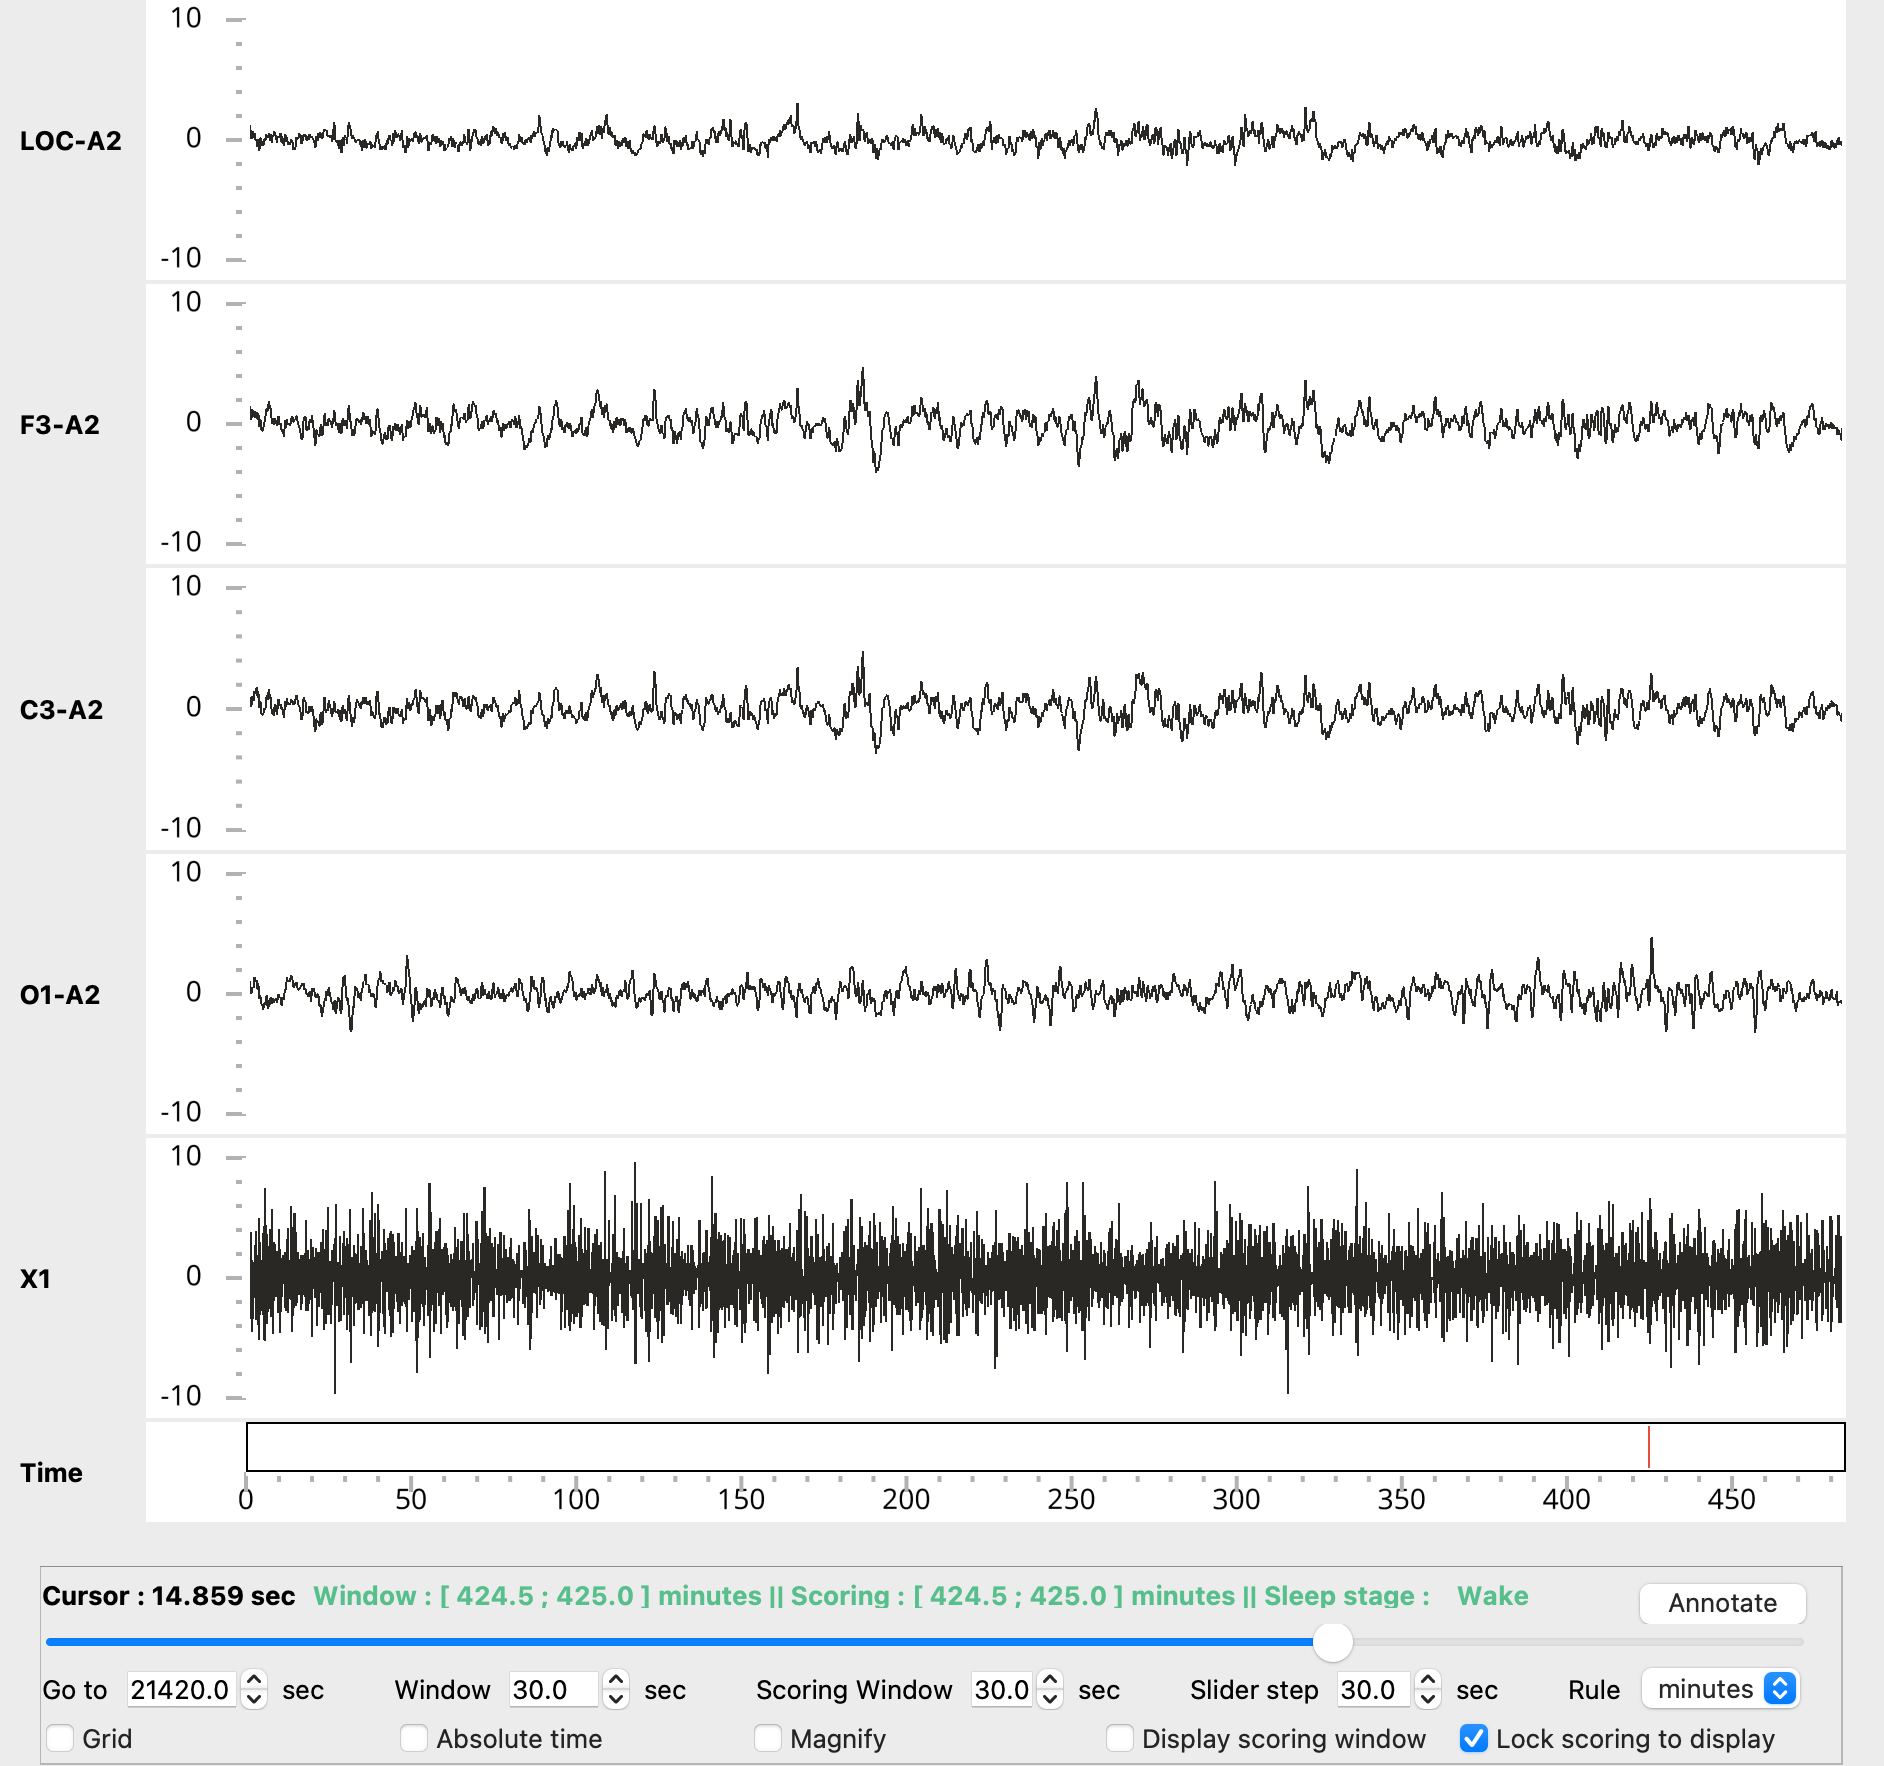 10
LOC-A2 0
-10
10
F3-A2 0
-10
10
C3-A2 0
-10
10
O1-A2 0
-10
10
X1 0
-10
Time
0 50 100 150 200 250 300 350 400 450
Cursor : 14.859 sec Window : [ 424.5 ; 425.0 ] minutes || Scoring : [ 424.5 ; 425.0 ] minutes || Sleep stage : Wake Annotate
Go to 21420.0 sec Window 30.0 sec Scoring Window 30.0 sec Slider step 30.0 sec Rule minutes
Grid Absolute time Magnify Display scoring window Lock scoring to display